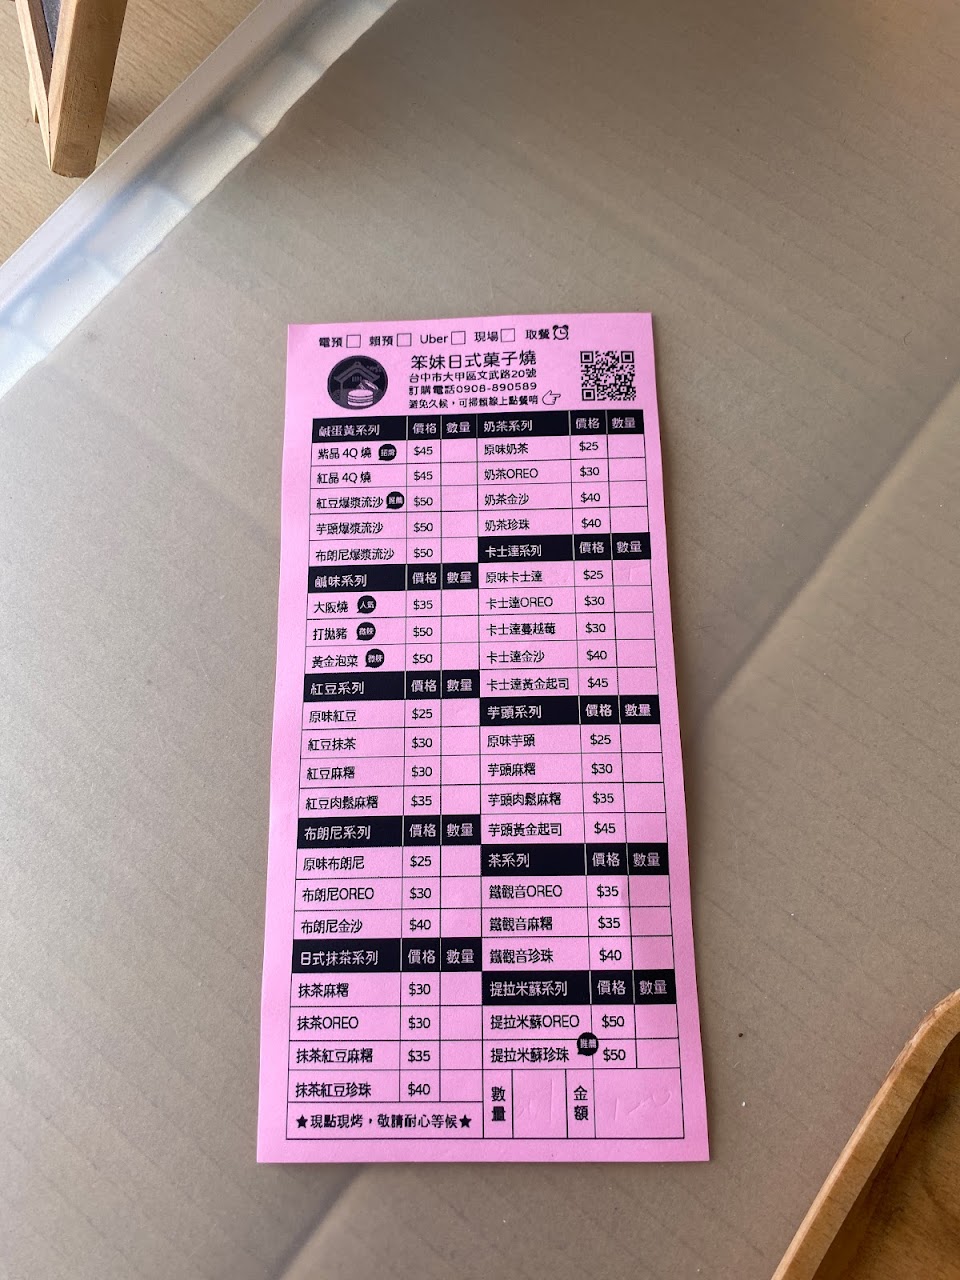 電預□ 賴預□ Uber□ 現場□ 取餐
笨妹日式菓子燒
台中市大甲區文武路20號
訂購電話0908-890589
避免久候，可掃賴線上點餐唷
鹹蛋黃系列 價格 數量
紫品 4Q 燒 招牌 $45
紅品 4Q 燒 $45
紅豆爆漿流沙 推薦 $50
芋頭爆漿流沙 $50
布朗尼爆漿流沙 $50
鹹味系列 價格 數量
大阪燒 人氣 $35
打拋豬 微辣 $50
黃金泡菜 微辣 $50
紅豆系列 價格 數量
原味紅豆 $25
紅豆抹茶 $30
紅豆麻糬 $30
紅豆肉鬆麻糬 $35
布朗尼系列 價格 數量
原味布朗尼 $25
布朗尼OREO $30
布朗尼金沙 $40
日式抹茶系列 價格 數量
抹茶麻糬 $30
抹茶OREO $30
抹茶紅豆麻糬 $35
抹茶紅豆珍珠 $40
★現點現烤，敬請耐心等候★
奶茶系列 價格 數量
原味奶茶 $25
奶茶OREO $30
奶茶金沙 $40
奶茶珍珠 $40
卡士達系列 價格 數量
原味卡士達 $25
卡士達OREO $30
卡士達蔓越莓 $30
卡士達金沙 $40
卡士達黃金起司 $45
芋頭系列 價格 數量
原味芋頭 $25
芋頭麻糬 $30
芋頭肉鬆麻糬 $35
芋頭黃金起司 $45
茶系列 價格 數量
鐵觀音OREO $35
鐵觀音麻糬 $35
鐵觀音珍珠 $40
提拉米蘇系列 價格 數量
提拉米蘇OREO $50
提拉米蘇珍珠 推薦 $50
數量 金額